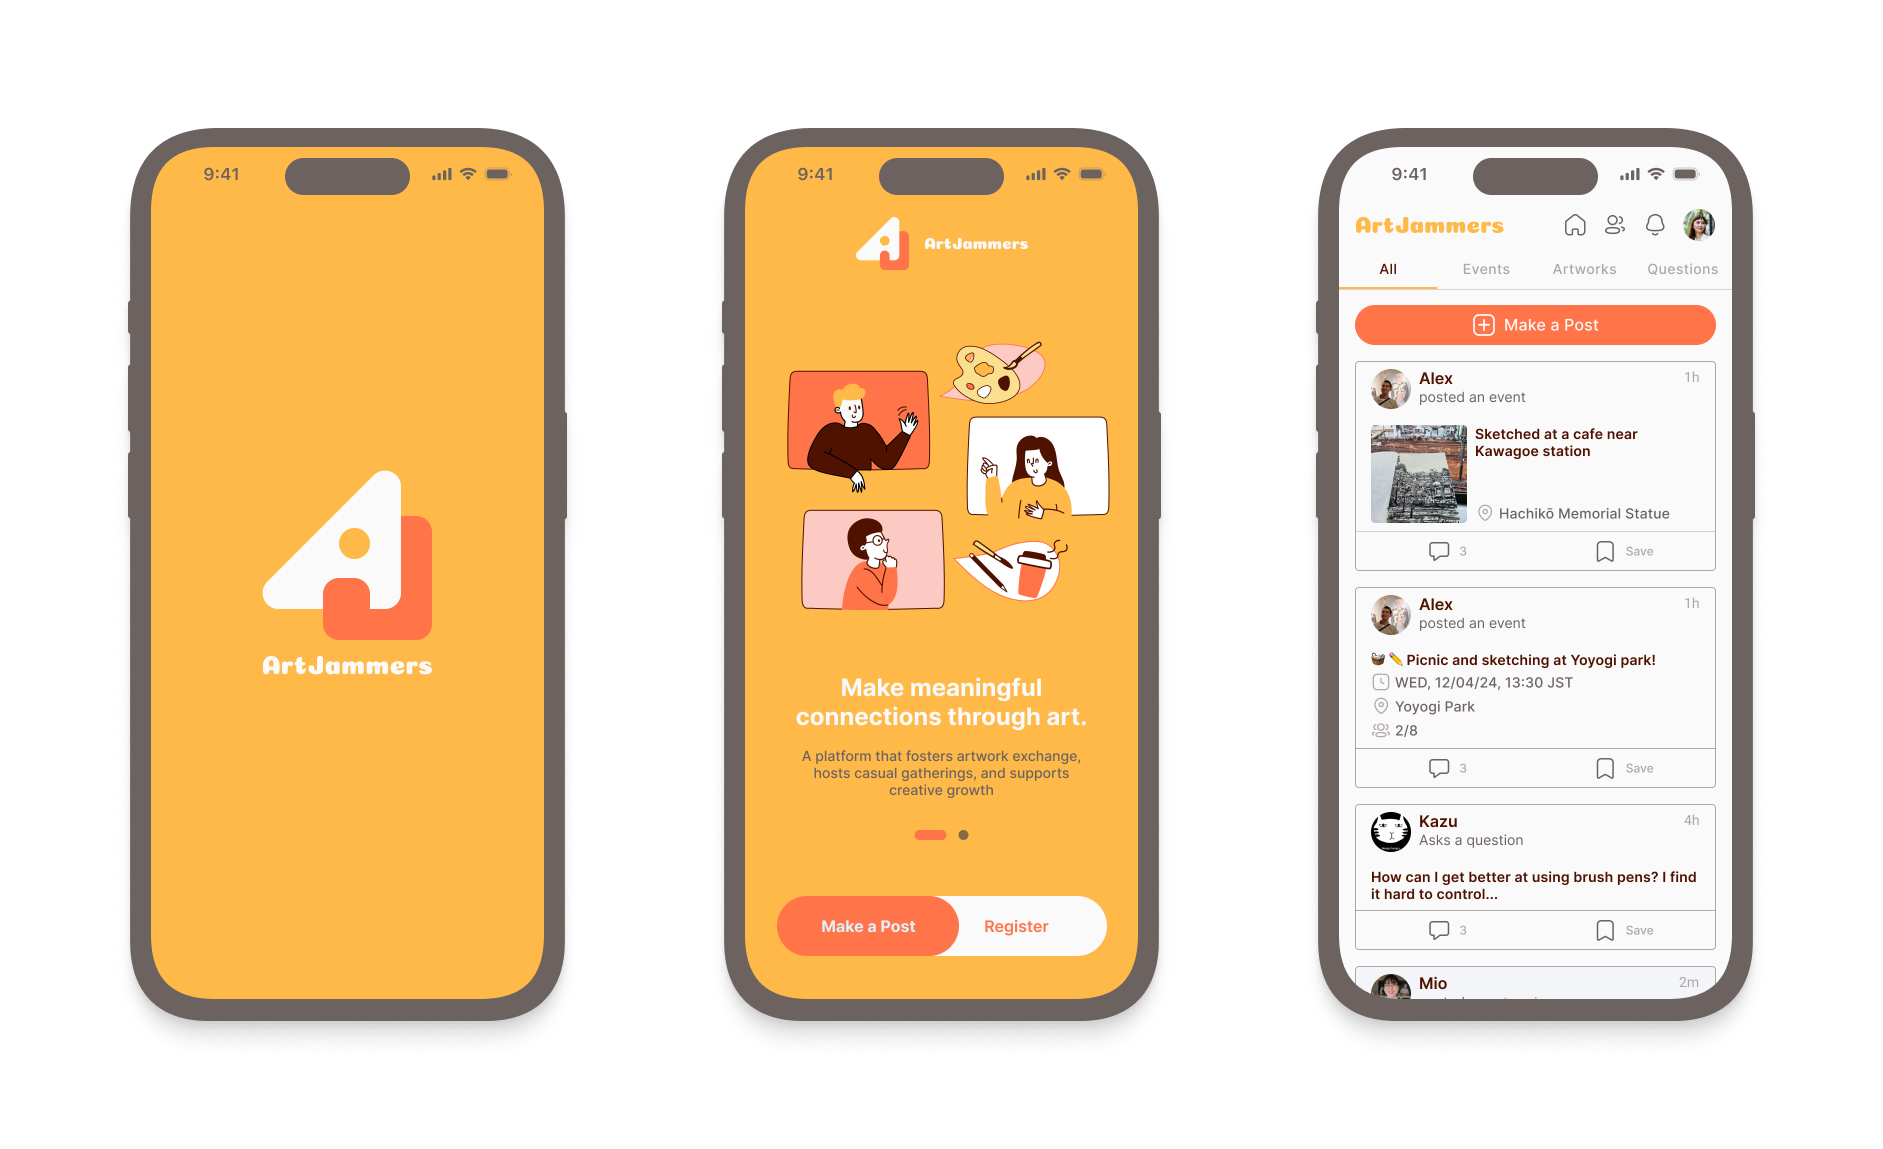 9:41
ArtJammers
9:41
ArtJammers
Make meaningful
connections through art.
A platform that fosters artwork exchange,
hosts casual gatherings, and supports
creative growth
Make a Post
Register
9:41
ArtJammers
All
Events
Artworks
Questions
Make a Post
Alex
1h
posted an event
Sketched at a cafe near
Kawagoe station
Hachikō Memorial Statue
3
Save
Alex
1h
posted an event
🧺✏️ Picnic and sketching at Yoyogi park!
WED, 12/04/24, 13:30 JST
Yoyogi Park
2/8
3
Save
Kazu
4h
Asks a question
How can I get better at using brush pens? I find
it hard to control...
3
Save
Mio
2m